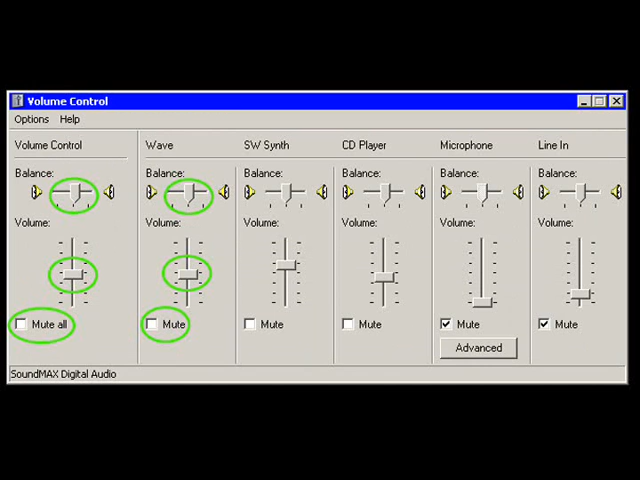 Volume Control
Options Help
Volume Control Wave SW Synth CD Player Microphone Line In
Balance: Balance: Balance: Balance: Balance: Balance:
Volume: Volume: Volume: Volume: Volume: Volume:
Mute all Mute Mute Mute Mute Mute
Advanced
SoundMAX Digital Audio